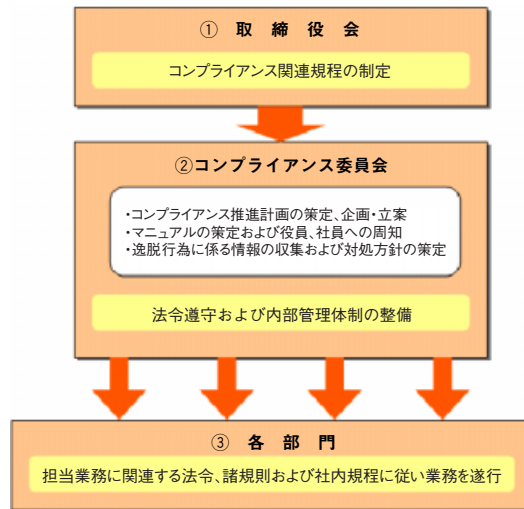 ① 取締役会
コンプライアンス関連規程の制定
②コンプライアンス委員会
・コンプライアンス推進計画の策定、企画・立案
・マニュアルの策定および役員、社員への周知
・逸脱行為に係る情報の収集および対処方針の策定
法令遵守および内部管理体制の整備
③ 各部門
担当業務に関連する法令、諸規則および社内規程に従い業務を遂行